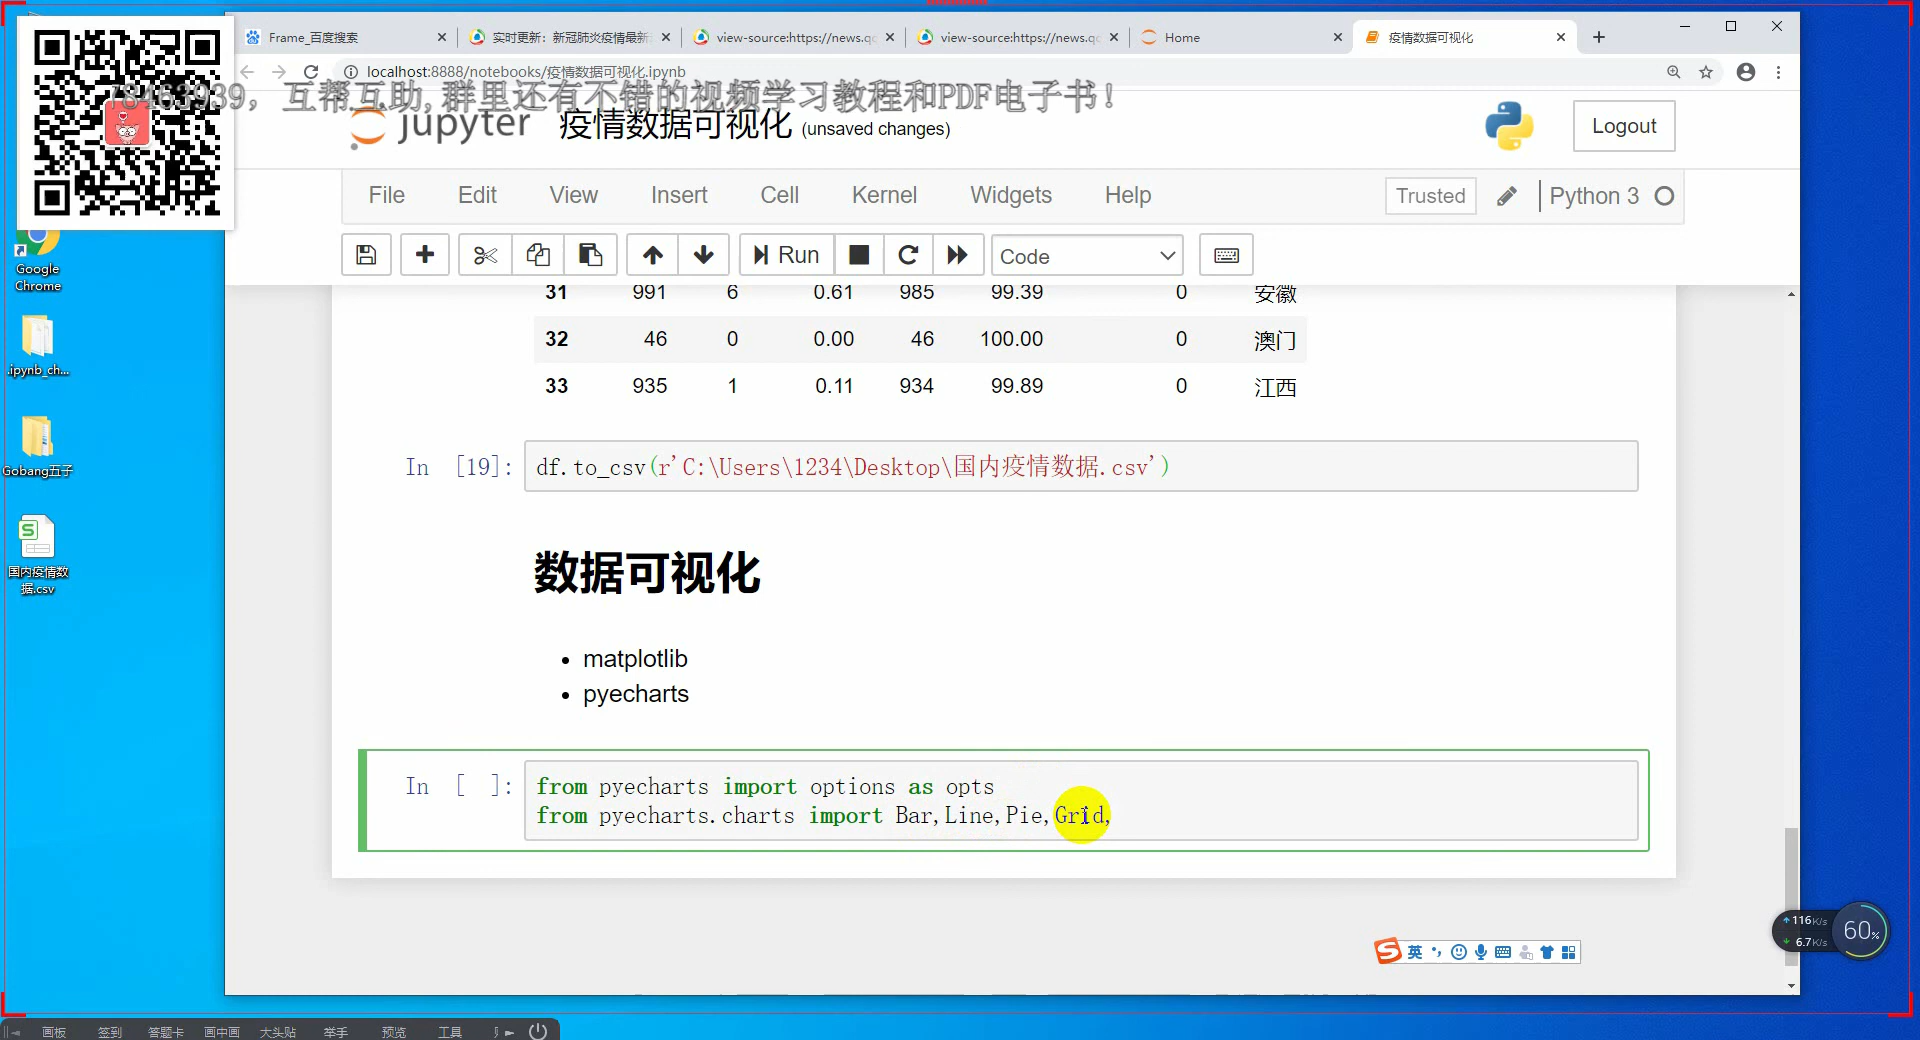 Frame_百度搜索
实时更新：新冠肺炎疫情最新
view-source:https://news.qc
view-source:https://news.qc
Home
疫情数据可视化
localhost:8888/notebooks/疫情数据可视化.ipynb
78463939，互帮互助,群里还有不错的视频学习教程和PDF电子书！
jupyter 疫情数据可视化 (unsaved changes)
Logout
File Edit View Insert Cell Kernel Widgets Help
Trusted
Python 3
Run
Code
31 991 6 0.61 985 99.39 0 安徽
32 46 0 0.00 46 100.00 0 澳门
33 935 1 0.11 934 99.89 0 江西
In [19]: df.to_csv(r'C:\Users\1234\Desktop\国内疫情数据.csv')
数据可视化
matplotlib
pyecharts
In [ ]: from pyecharts import options as opts
from pyecharts.charts import Bar,Line,Pie,Grid,
Google
Chrome
.ipynb_ch...
Gobang五子
国内疫情数
据.csv
英
116K/s
6.7K/s
60%
画板 签到 答题卡 画中画 大头贴 举手 预览 工具